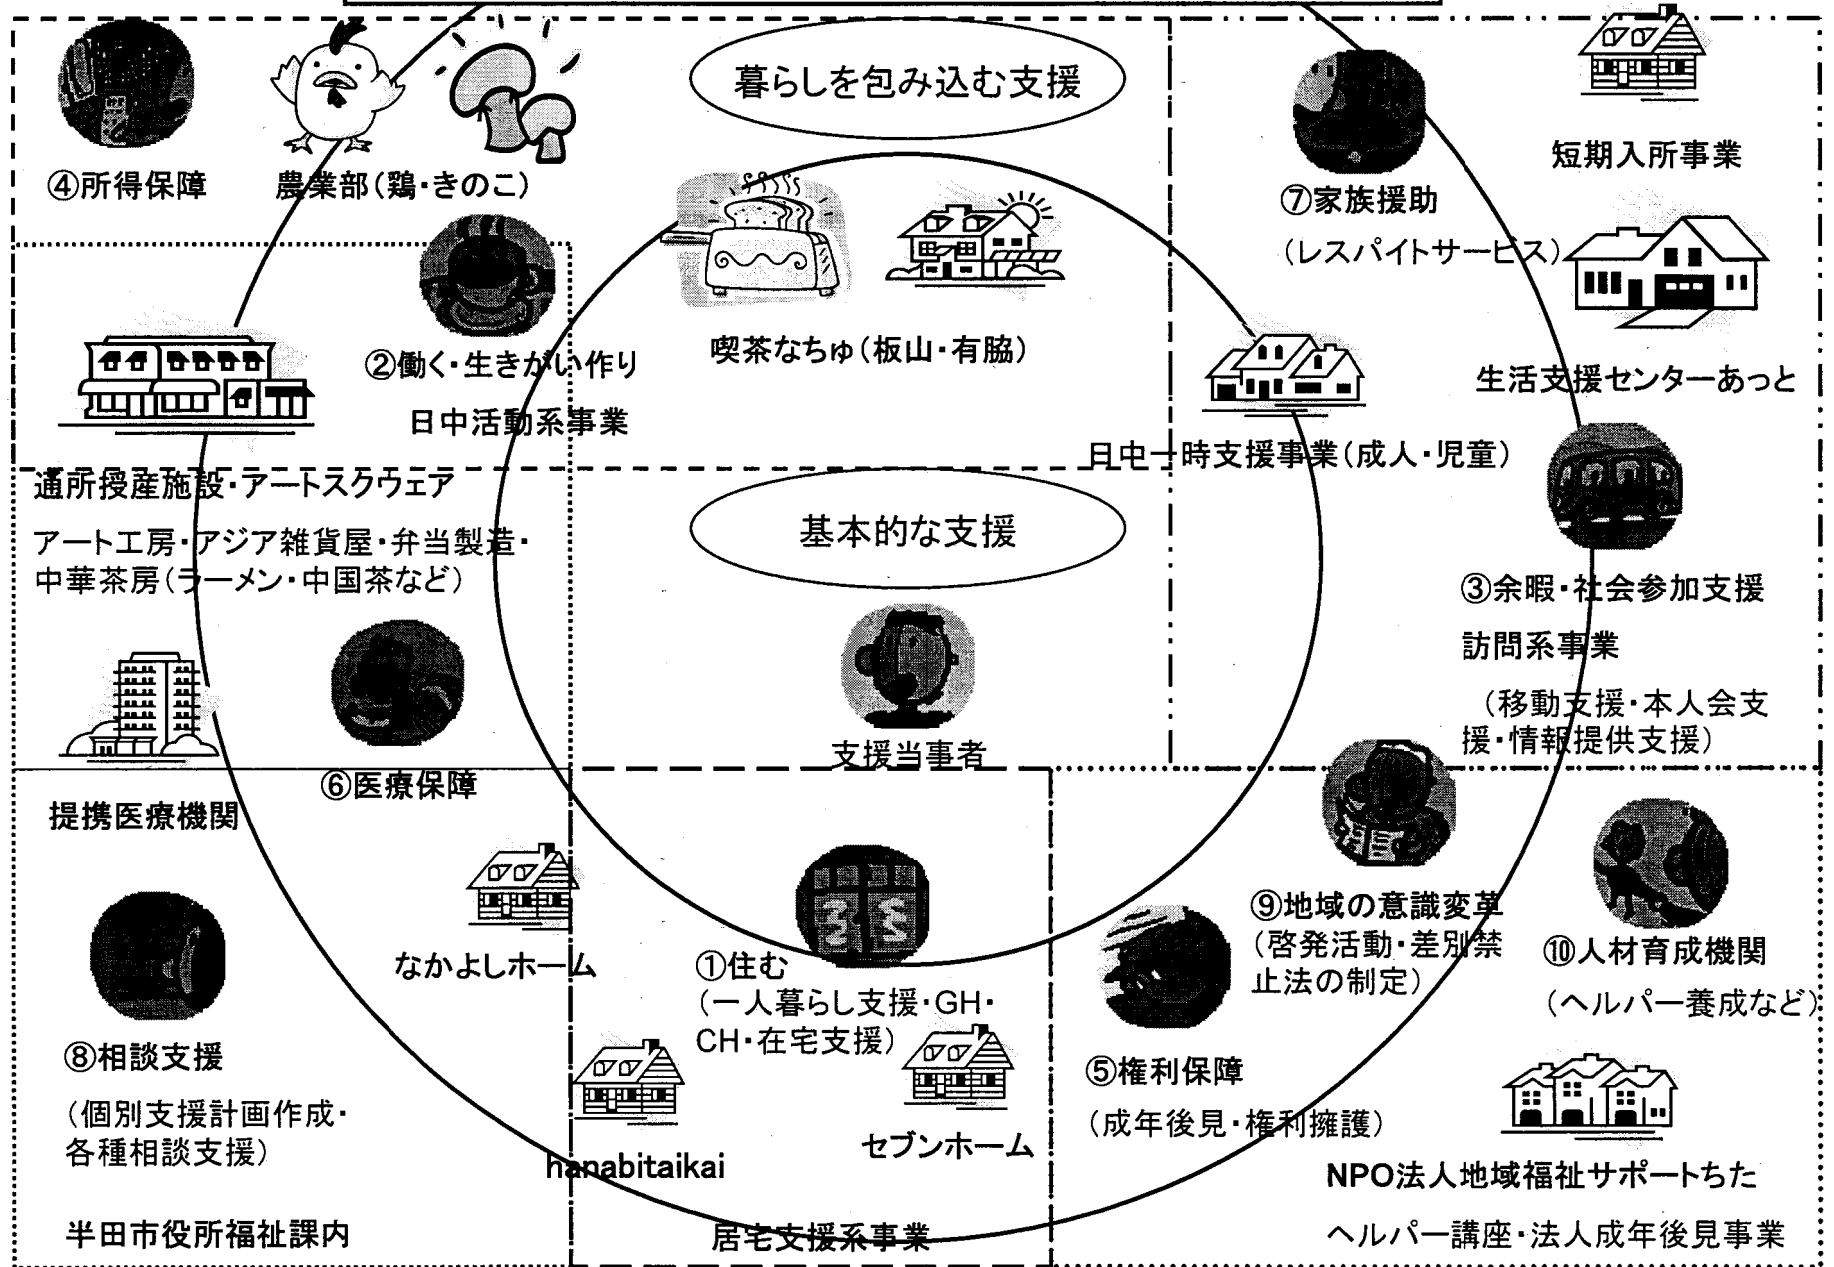 暮らしを包み込む支援
④所得保障
農業部(鶏・きのこ)
短期入所事業
⑦家族援助
(レスパイトサービス)
②働く・生きがい作り
日中活動系事業
喫茶なちゅ(板山・有脇)
生活支援センターあっと
日中一時支援事業(成人・児童)
通所授産施設・アートスクウェア
アート工房・アジア雑貨屋・弁当製造・
中華茶房(ラーメン・中国茶など)
基本的な支援
③余暇・社会参加支援
訪問系事業
(移動支援・本人会支
援・情報提供支援)
支援当事者
⑥医療保障
提携医療機関
なかよしホーム
①住む
(一人暮らし支援・GH・
CH・在宅支援)
⑨地域の意識変革
(啓発活動・差別禁
止法の制定)
⑩人材育成機関
(ヘルパー養成など)
⑧相談支援
(個別支援計画作成・
各種相談支援)
⑤権利保障
(成年後見・権利擁護)
セブンホーム
hanabitaikai
NPO法人地域福祉サポートちた
半田市役所福祉課内
居宅支援系事業
ヘルパー講座・法人成年後見事業